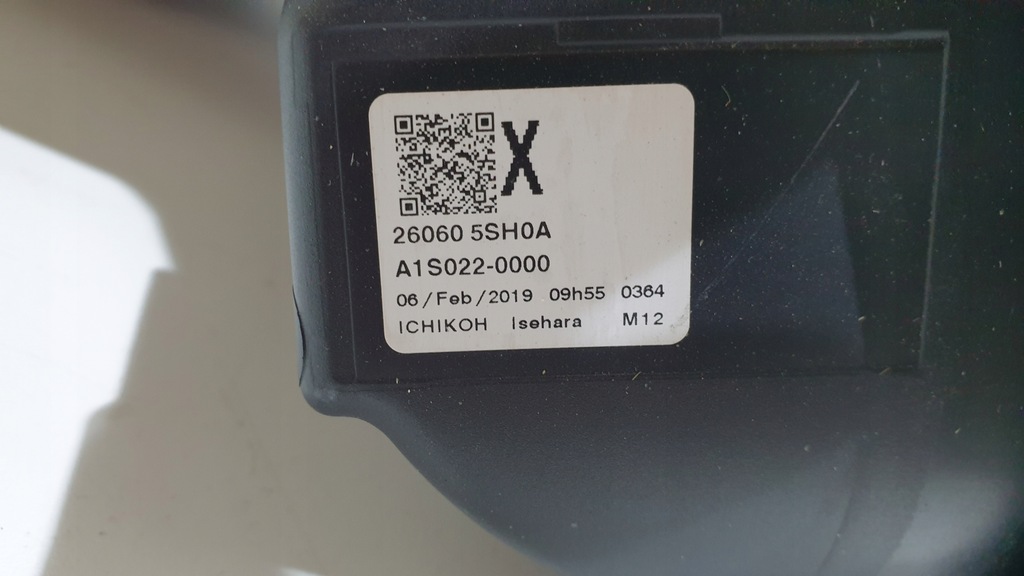 X
26060 5SH0A
A1S022-0000
06/Feb/2019 09h55 0364
ICHIKOH Isehara M12